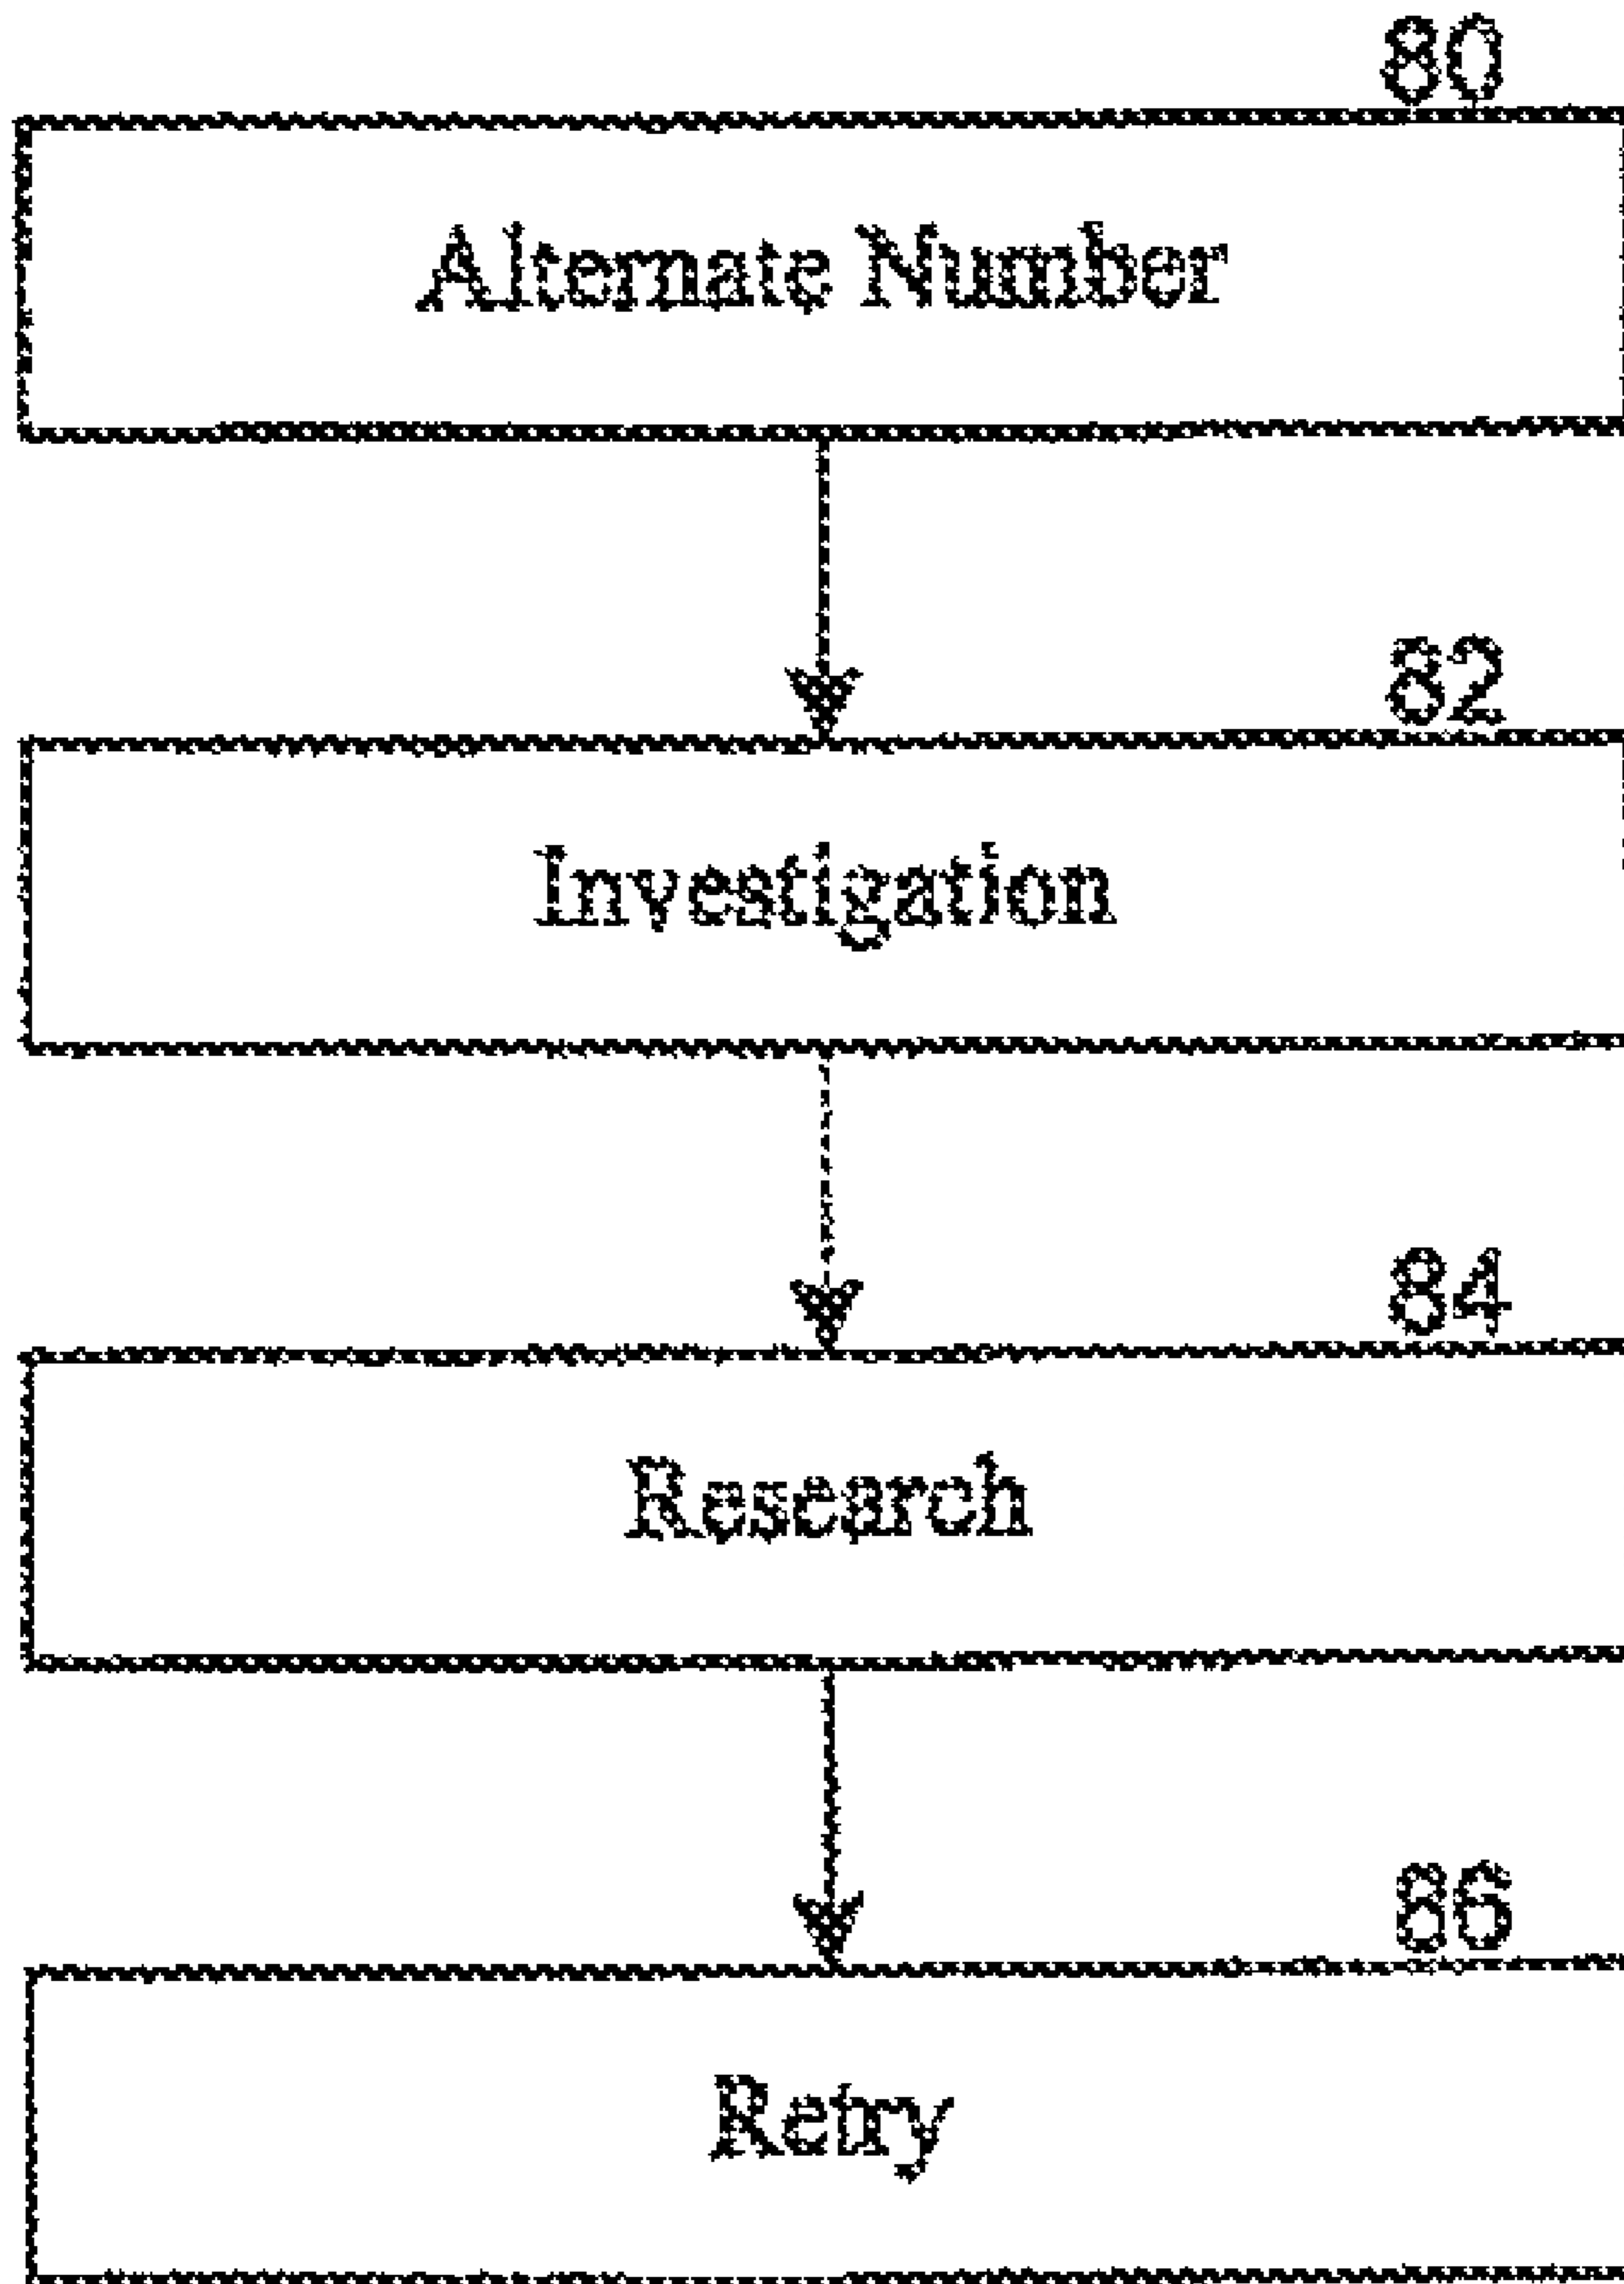 80
Alternate Number
82
Investigation
84
Research
86
Retry